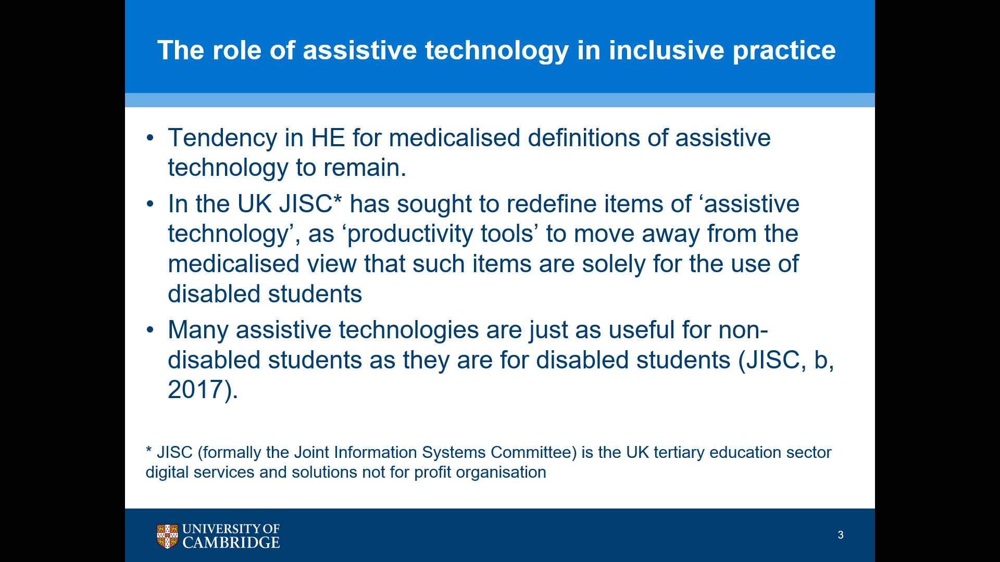 The role of assistive technology in inclusive practice
• Tendency in HE for medicalised definitions of assistive
technology to remain.
• In the UK JISC* has sought to redefine items of ‘assistive
technology’, as ‘productivity tools’ to move away from the
medicalised view that such items are solely for the use of
disabled students
• Many assistive technologies are just as useful for non-
disabled students as they are for disabled students (JISC, b,
2017).
* JISC (formally the Joint Information Systems Committee) is the UK tertiary education sector
digital services and solutions not for profit organisation
UNIVERSITY OF
CAMBRIDGE
3